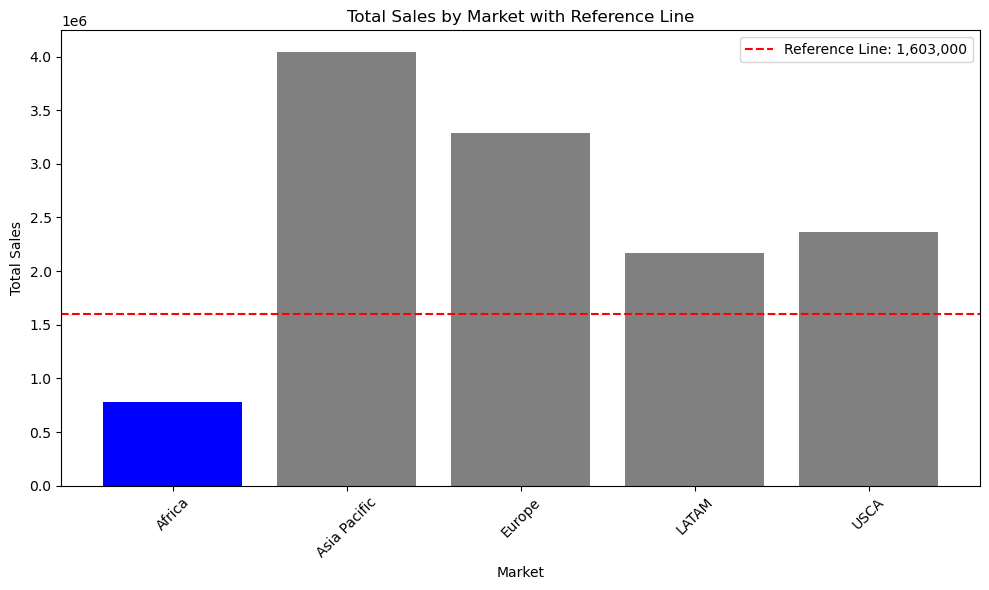 Total Sales by Market with Reference Line
1e6
Reference Line: 1,603,000
4.0
3.5
3.0
2.5
2.0
1.5
1.0
0.5
0.0
Total Sales
Africa
Asia Pacific
Europe
LATAM
USCA
Market